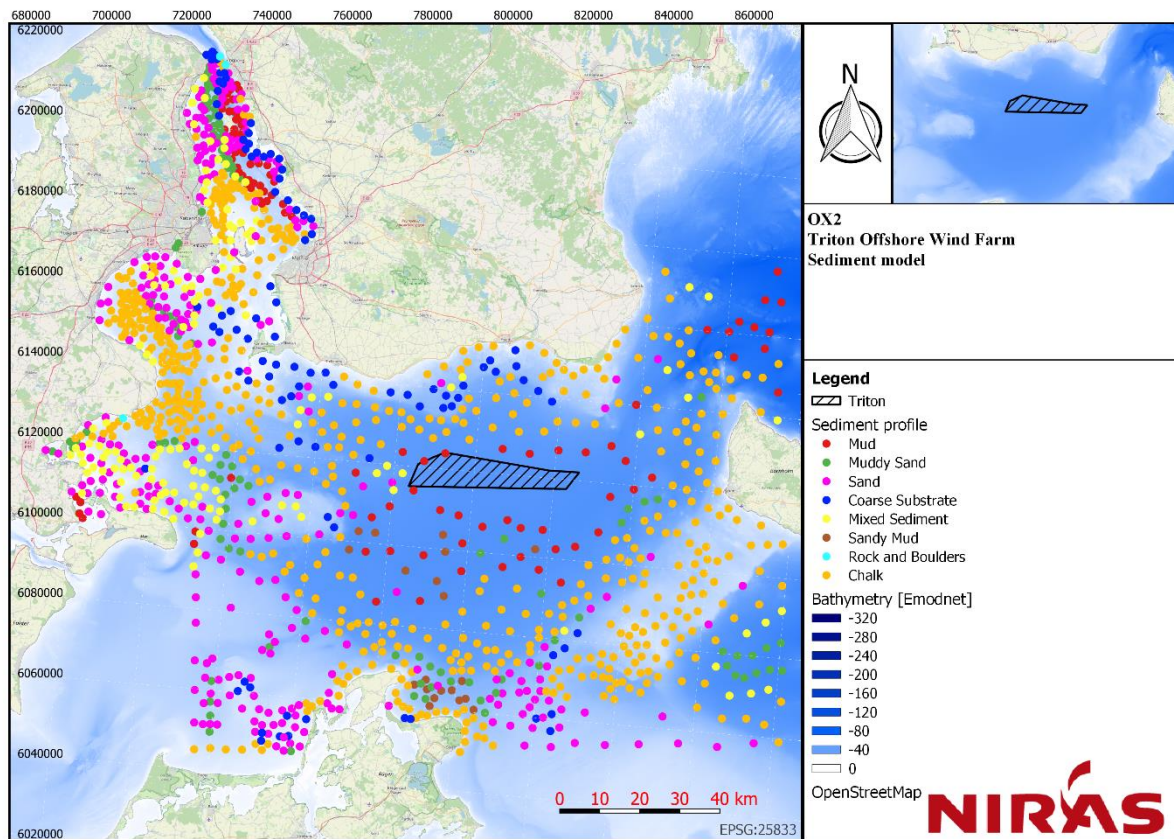 680000 700000 720000 740000 760000 780000 800000 820000 840000 860000
6220000
6200000
6180000
6160000
6140000
6120000
6100000
6080000
6060000
6040000
6020000
0 10 20 30 40 km
EPSG:25833
N
OX2
Triton Offshore Wind Farm
Sediment model
Legend
Triton
Sediment profile
Mud
Muddy Sand
Sand
Coarse Substrate
Mixed Sediment
Sandy Mud
Rock and Boulders
Chalk
Bathymetry [Emodnet]
-320
-280
-240
-200
-160
-120
-80
-40
0
OpenStreetMap
NIRAS